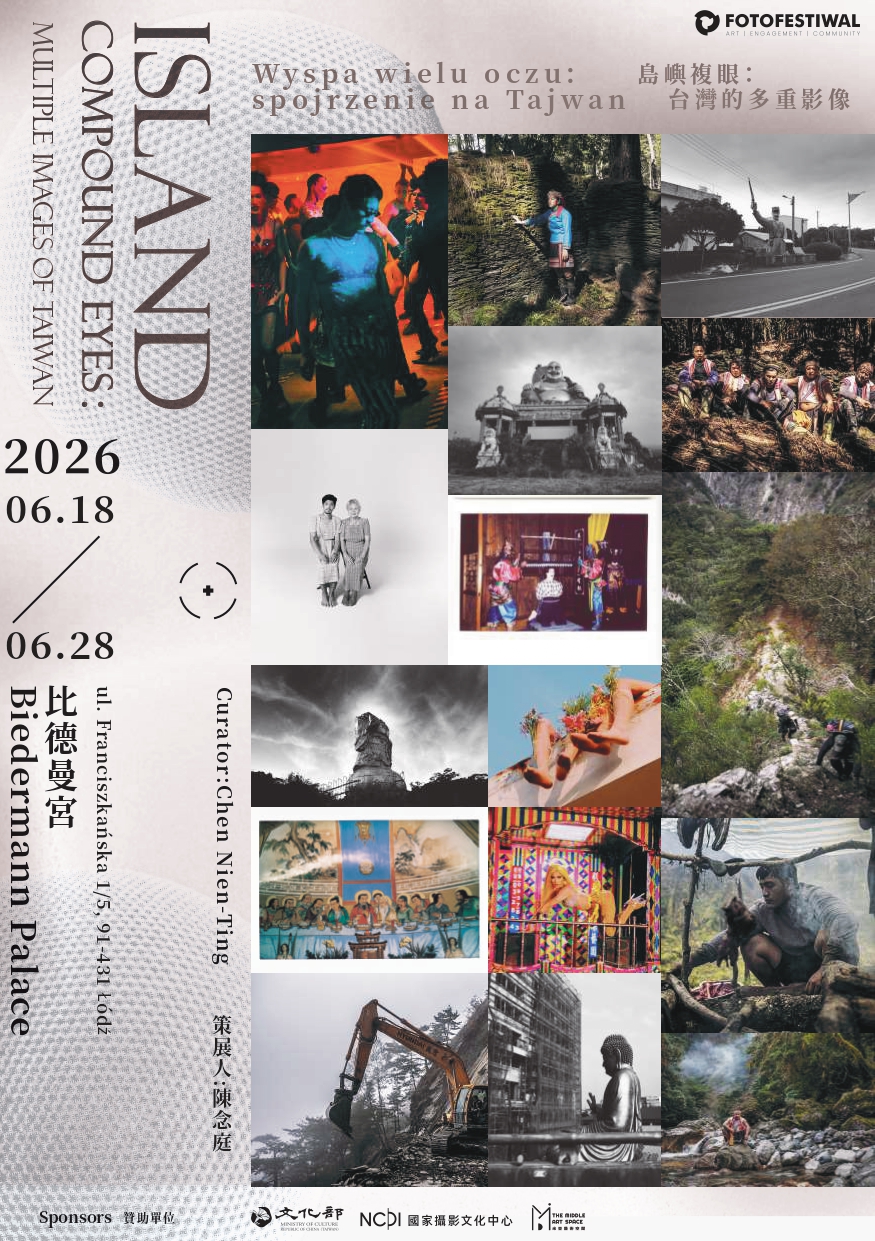 FOTOFESTIWAL
ART | ENGAGEMENT | COMMUNITY
ISLAND
COMPOUND EYES:
MULTIPLE IMAGES OF TAIWAN
Wyspa wielu oczu:
spojrzenie na Tajwan
島嶼複眼：
台灣的多重影像
2026
06.18
06.28
比德曼宮
Biedermann Palace
ul. Franciszkańska 1/5, 91-431 Łódź
Curator:Chen Nien-Ting
策展人：陳念庭
Sponsors 贊助單位
文化部
MINISTRY OF CULTURE
REPUBLIC OF CHINA (TAIWAN)
NCPI 國家攝影文化中心
THE MIDDLE
ART SPACE